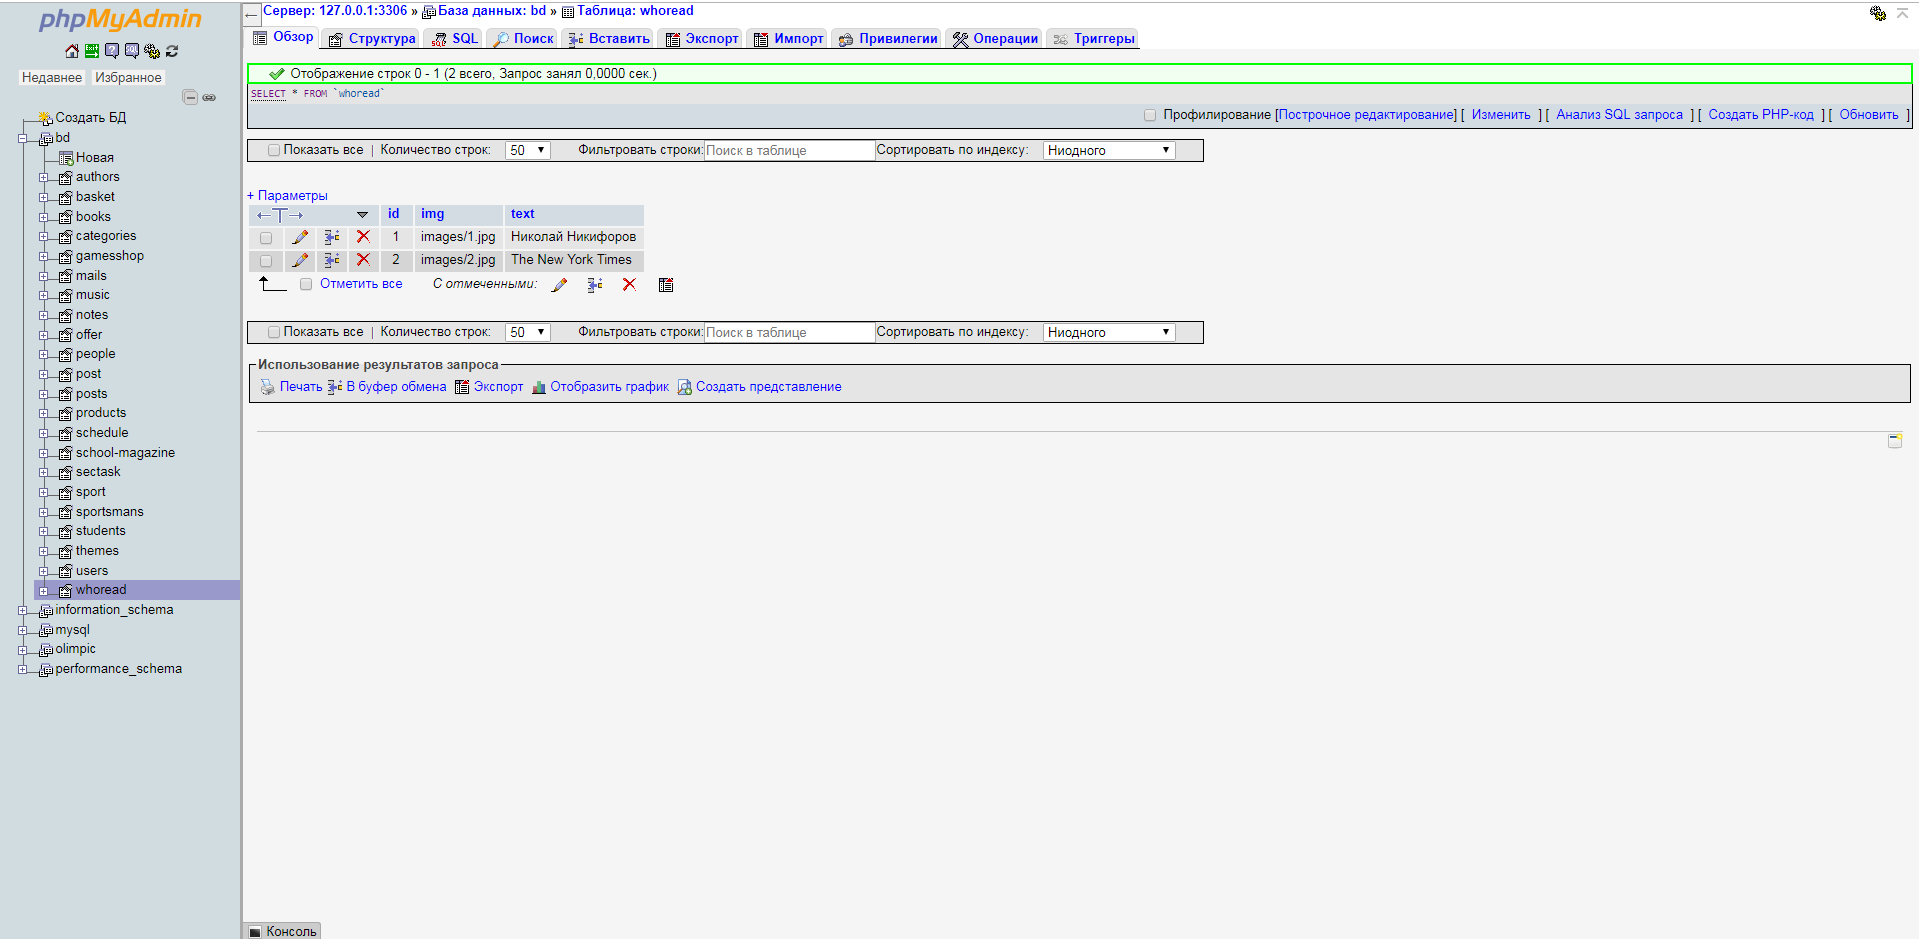 phpMyAdmin
Недавнее Избранное
Создать БД
bd
Новая
authors
basket
books
categories
gamesshop
mails
music
notes
offer
people
post
posts
products
schedule
school-magazine
sectask
sport
sportsmans
students
themes
users
whoread
information_schema
mysql
olimpic
performance_schema
Сервер: 127.0.0.1:3306 » База данных: bd » Таблица: whoread
Обзор Структура SQL Поиск Вставить Экспорт Импорт Привилегии Операции Триггеры
Отображение строк 0 - 1 (2 всего, Запрос занял 0,0000 сек.)
SELECT * FROM `whoread`
Профилирование [Построчное редактирование] [ Изменить ] [ Анализ SQL запроса ] [ Создать PHP-код ] [ Обновить ]
Показать все | Количество строк: 50 Фильтровать строки: Поиск в таблице Сортировать по индексу: Ниодного
+ Параметры
id img text
1 images/1.jpg Николай Никифоров
2 images/2.jpg The New York Times
Отметить все С отмеченными:
Показать все | Количество строк: 50 Фильтровать строки: Поиск в таблице Сортировать по индексу: Ниодного
Использование результатов запроса
Печать В буфер обмена Экспорт Отобразить график Создать представление
Консоль